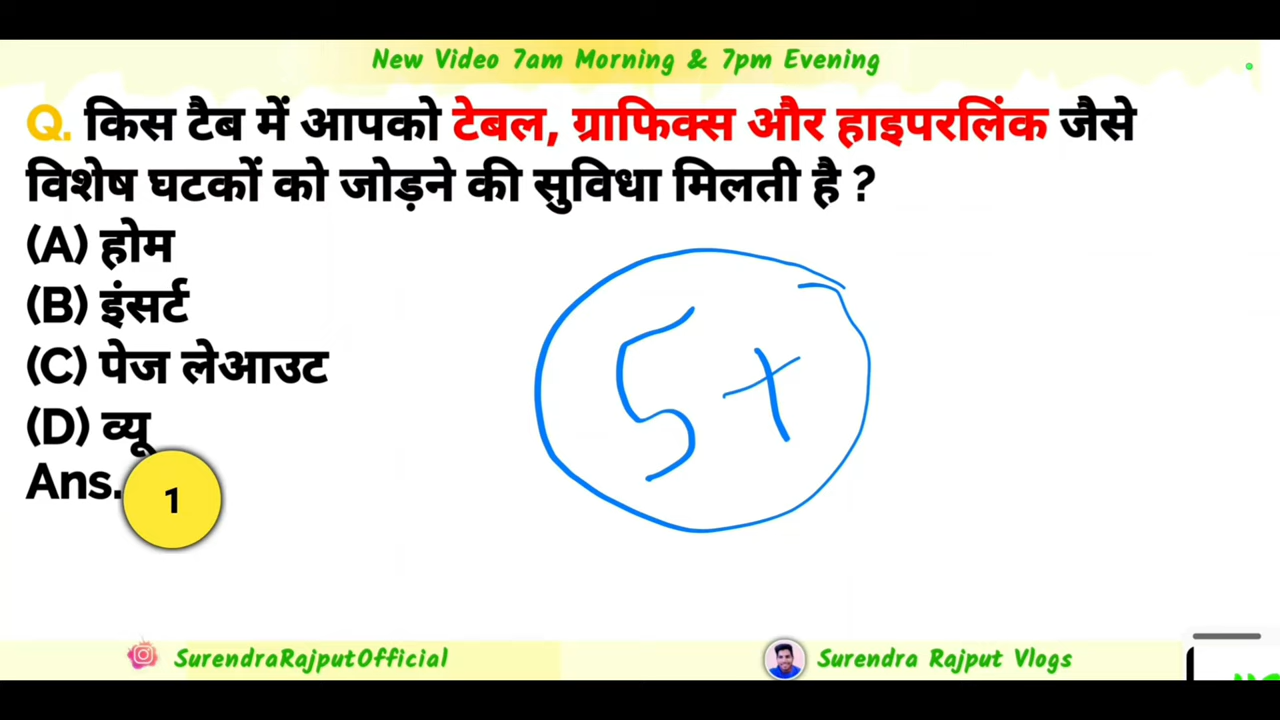 New Video 7am Morning & 7pm Evening
Q. किस टैब में आपको टेबल, ग्राफिक्स और हाइपरलिंक जैसे
विशेष घटकों को जोड़ने की सुविधा मिलती है ?
(A) होम
(B) इंसर्ट
(C) पेज लेआउट
(D) व्यू
Ans.
1
5+
SurendraRajputOfficial
Surendra Rajput Vlogs